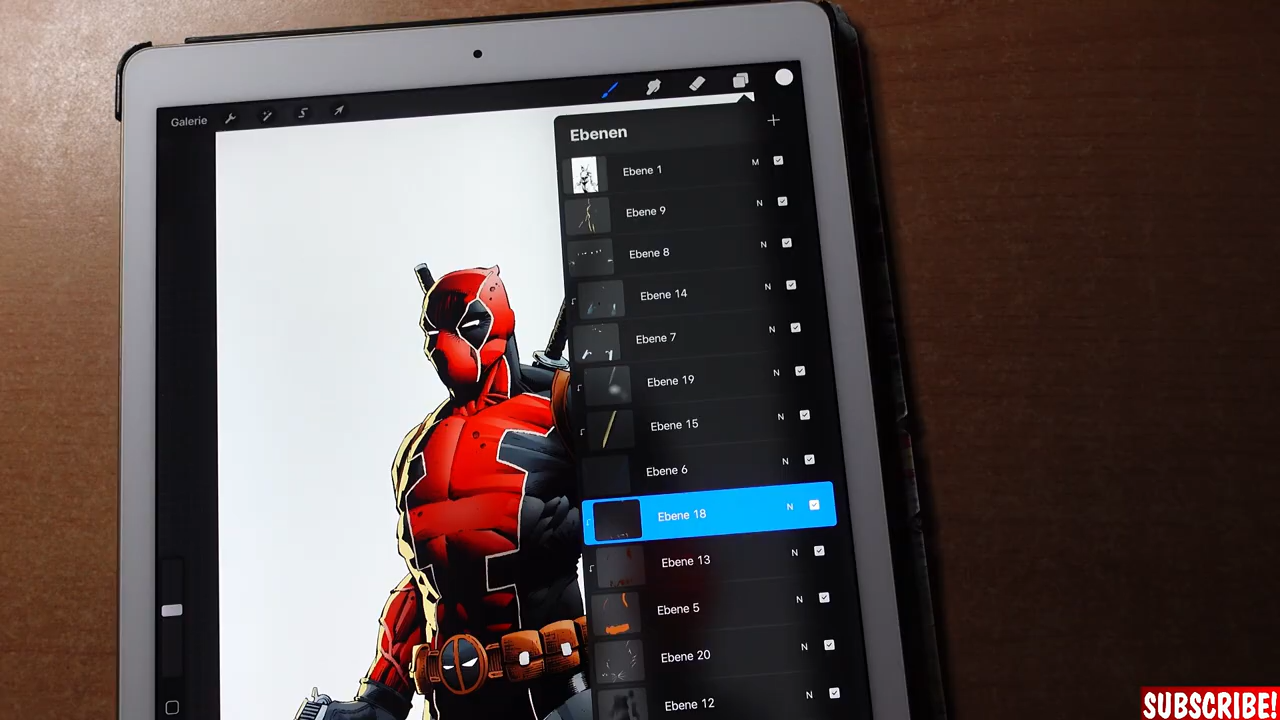 Galerie
Ebenen
Ebene 1 M
Ebene 9 N
Ebene 8 N
Ebene 14 N
Ebene 7 N
Ebene 19 N
Ebene 15 N
Ebene 6 N
Ebene 18 N
Ebene 13 N
Ebene 5 N
Ebene 20 N
Ebene 12 N
SUBSCRIBE!